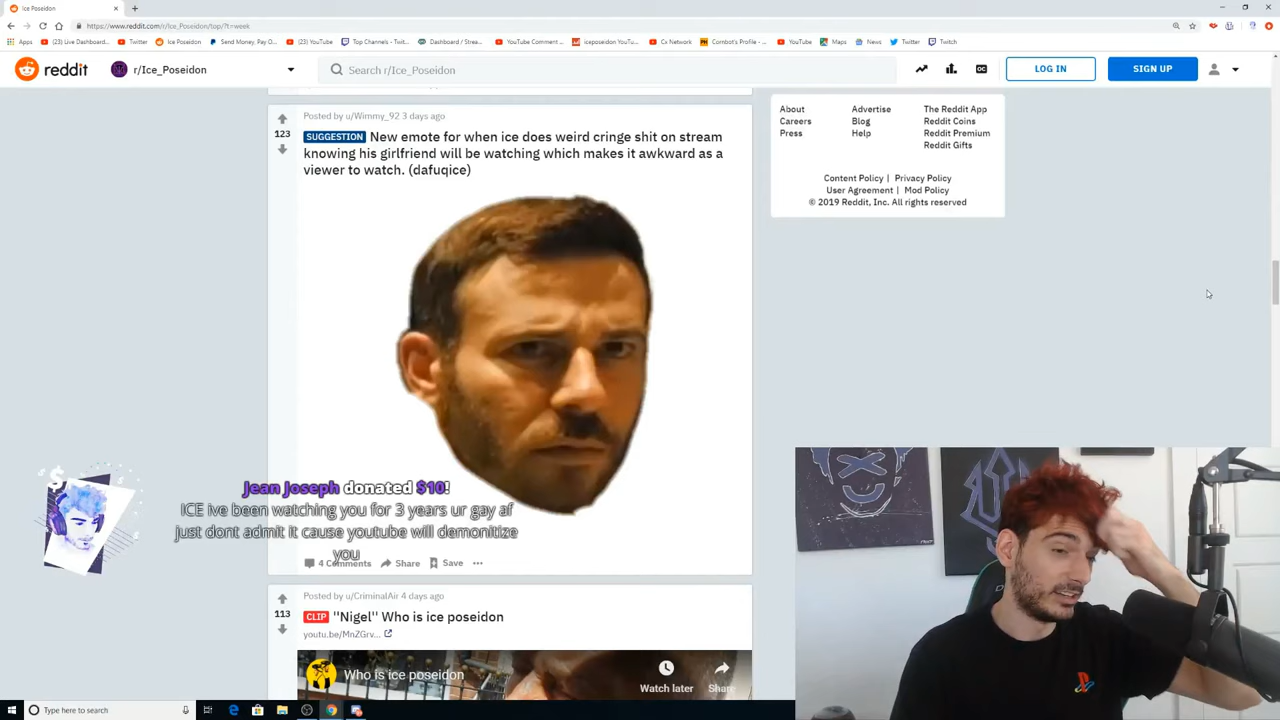 Ice Poseidon
https://www.reddit.com/r/Ice_Poseidon/top/?t=week
Apps
(23) Live Dashboard...
Twitter
Ice Poseidon
Send Money, Pay O...
(23) YouTube
Top Channels - Twit...
Dashboard / Strea...
YouTube Comment ...
iceposeidon YouTu...
Cx Network
Cornbot's Profile - ...
YouTube
Maps
News
Twitter
Twitch
reddit
r/Ice_Poseidon
Search r/Ice_Poseidon
LOG IN
SIGN UP
Posted by u/Wimmy_92 3 days ago
123
SUGGESTION New emote for when ice does weird cringe shit on stream
knowing his girlfriend will be watching which makes it awkward as a
viewer to watch. (dafuqice)
About
Advertise
The Reddit App
Careers
Blog
Reddit Coins
Press
Help
Reddit Premium
Reddit Gifts
Content Policy | Privacy Policy
User Agreement | Mod Policy
© 2019 Reddit, Inc. All rights reserved
Jean Joseph donated $10!
ICE ive been watching you for 3 years ur gay af
just dont admit it cause youtube will demonitize
you
4 Comments
Share
Save
Posted by u/CriminalAir 4 days ago
113
CLIP "Nigel" Who is ice poseidon
youtu.be/MnZGrv...
Who is ice poseidon
Watch later
Share
Type here to search